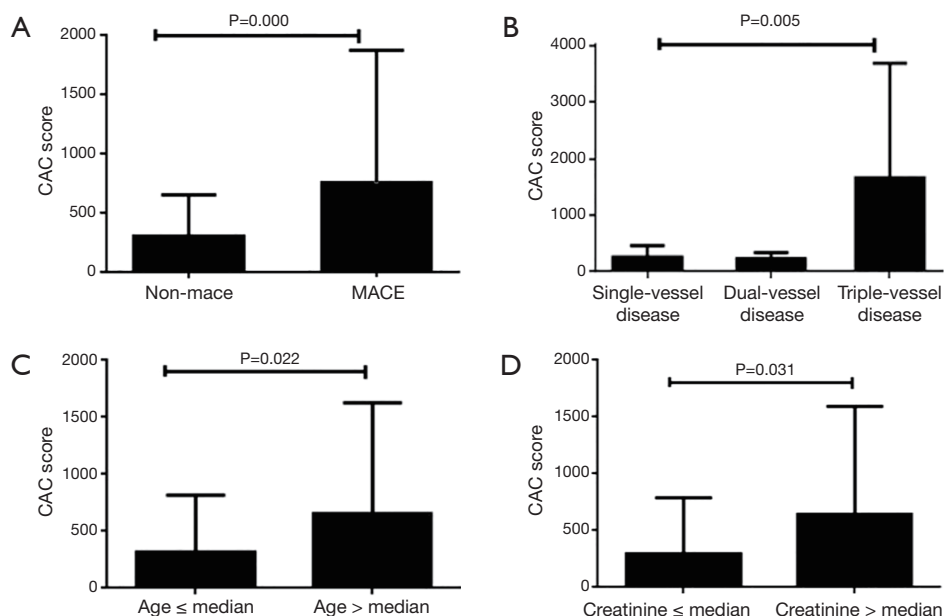 A
P=0.000
2000
1500
1000
500
0
CAC score
Non-mace
MACE
B
P=0.005
4000
3000
2000
1000
0
CAC score
Single-vessel
disease
Dual-vessel
disease
Triple-vessel
disease
C
P=0.022
2000
1500
1000
500
0
CAC score
Age ≤ median
Age > median
D
P=0.031
2000
1500
1000
500
0
CAC score
Creatinine ≤ median
Creatinine > median